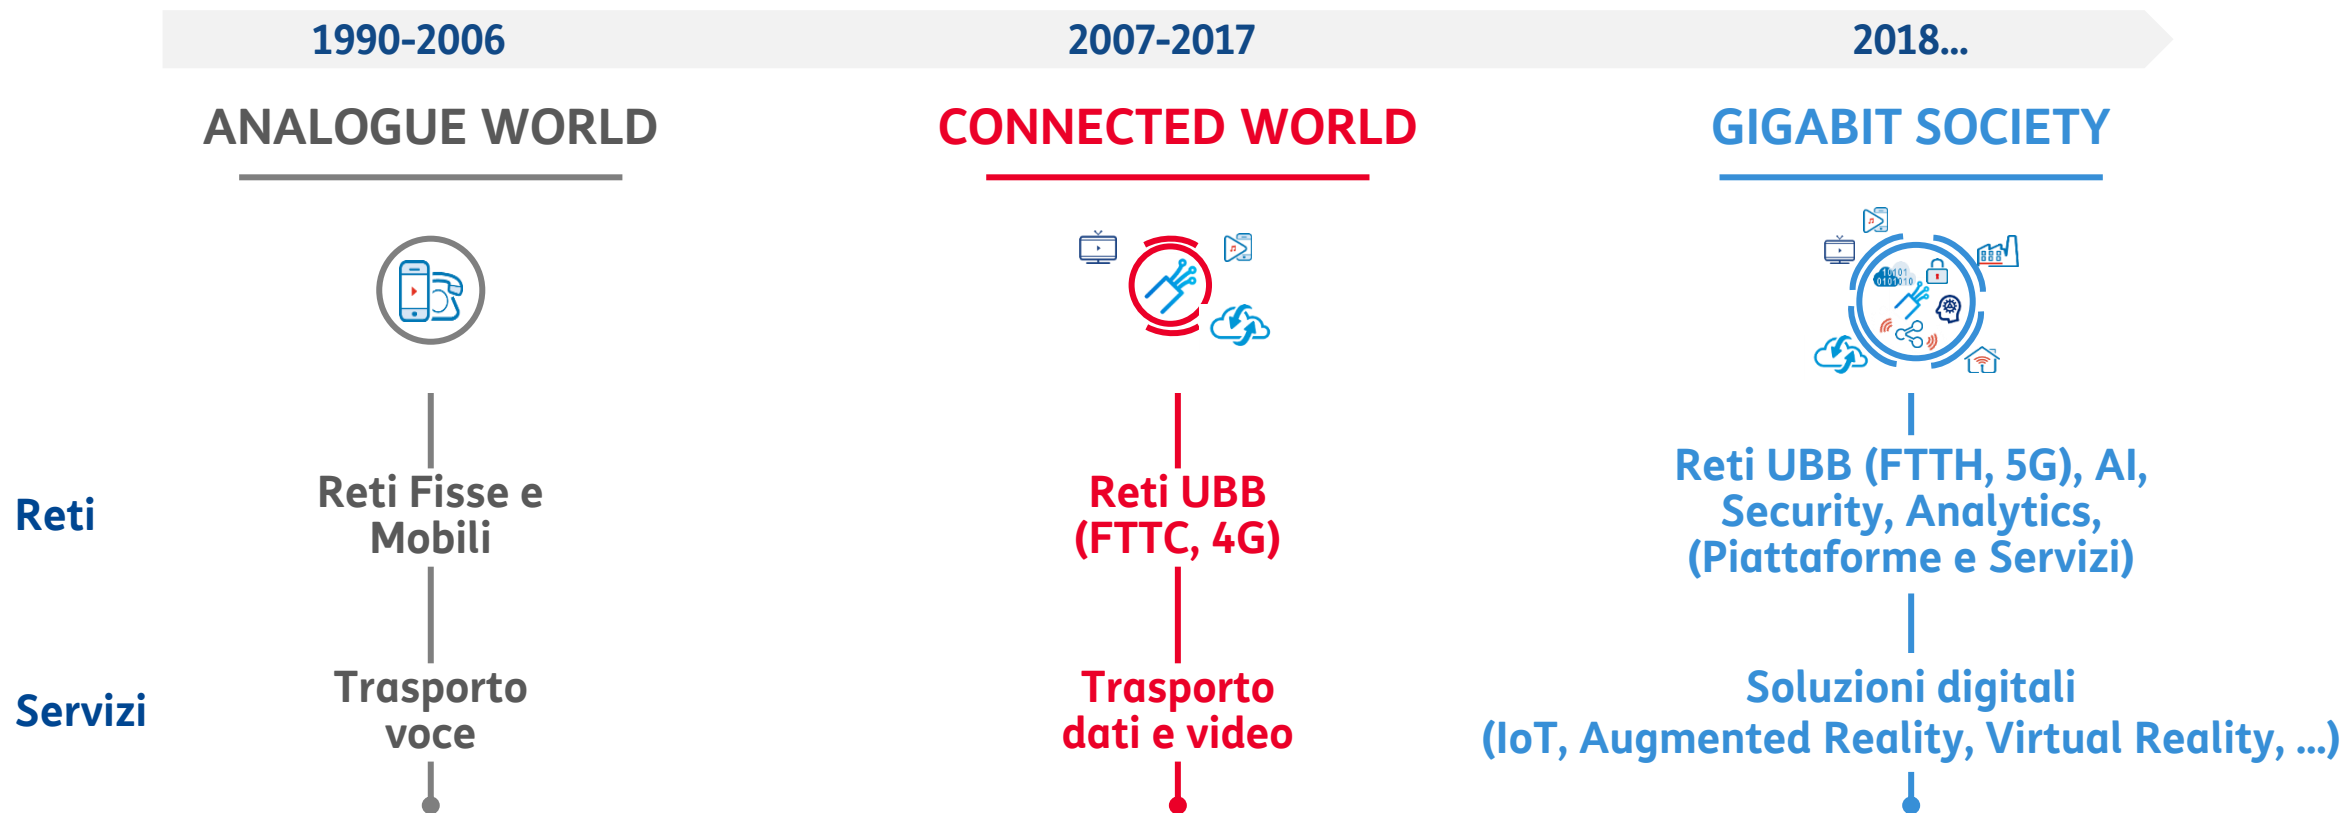 1990-2006
2007-2017
2018...
ANALOGUE WORLD
CONNECTED WORLD
GIGABIT SOCIETY
10101
0101010
Reti
Reti Fisse e
Mobili
Reti UBB
(FTTC, 4G)
Reti UBB (FTTH, 5G), AI,
Security, Analytics,
(Piattaforme e Servizi)
Servizi
Trasporto
voce
Trasporto
dati e video
Soluzioni digitali
(IoT, Augmented Reality, Virtual Reality, ...)